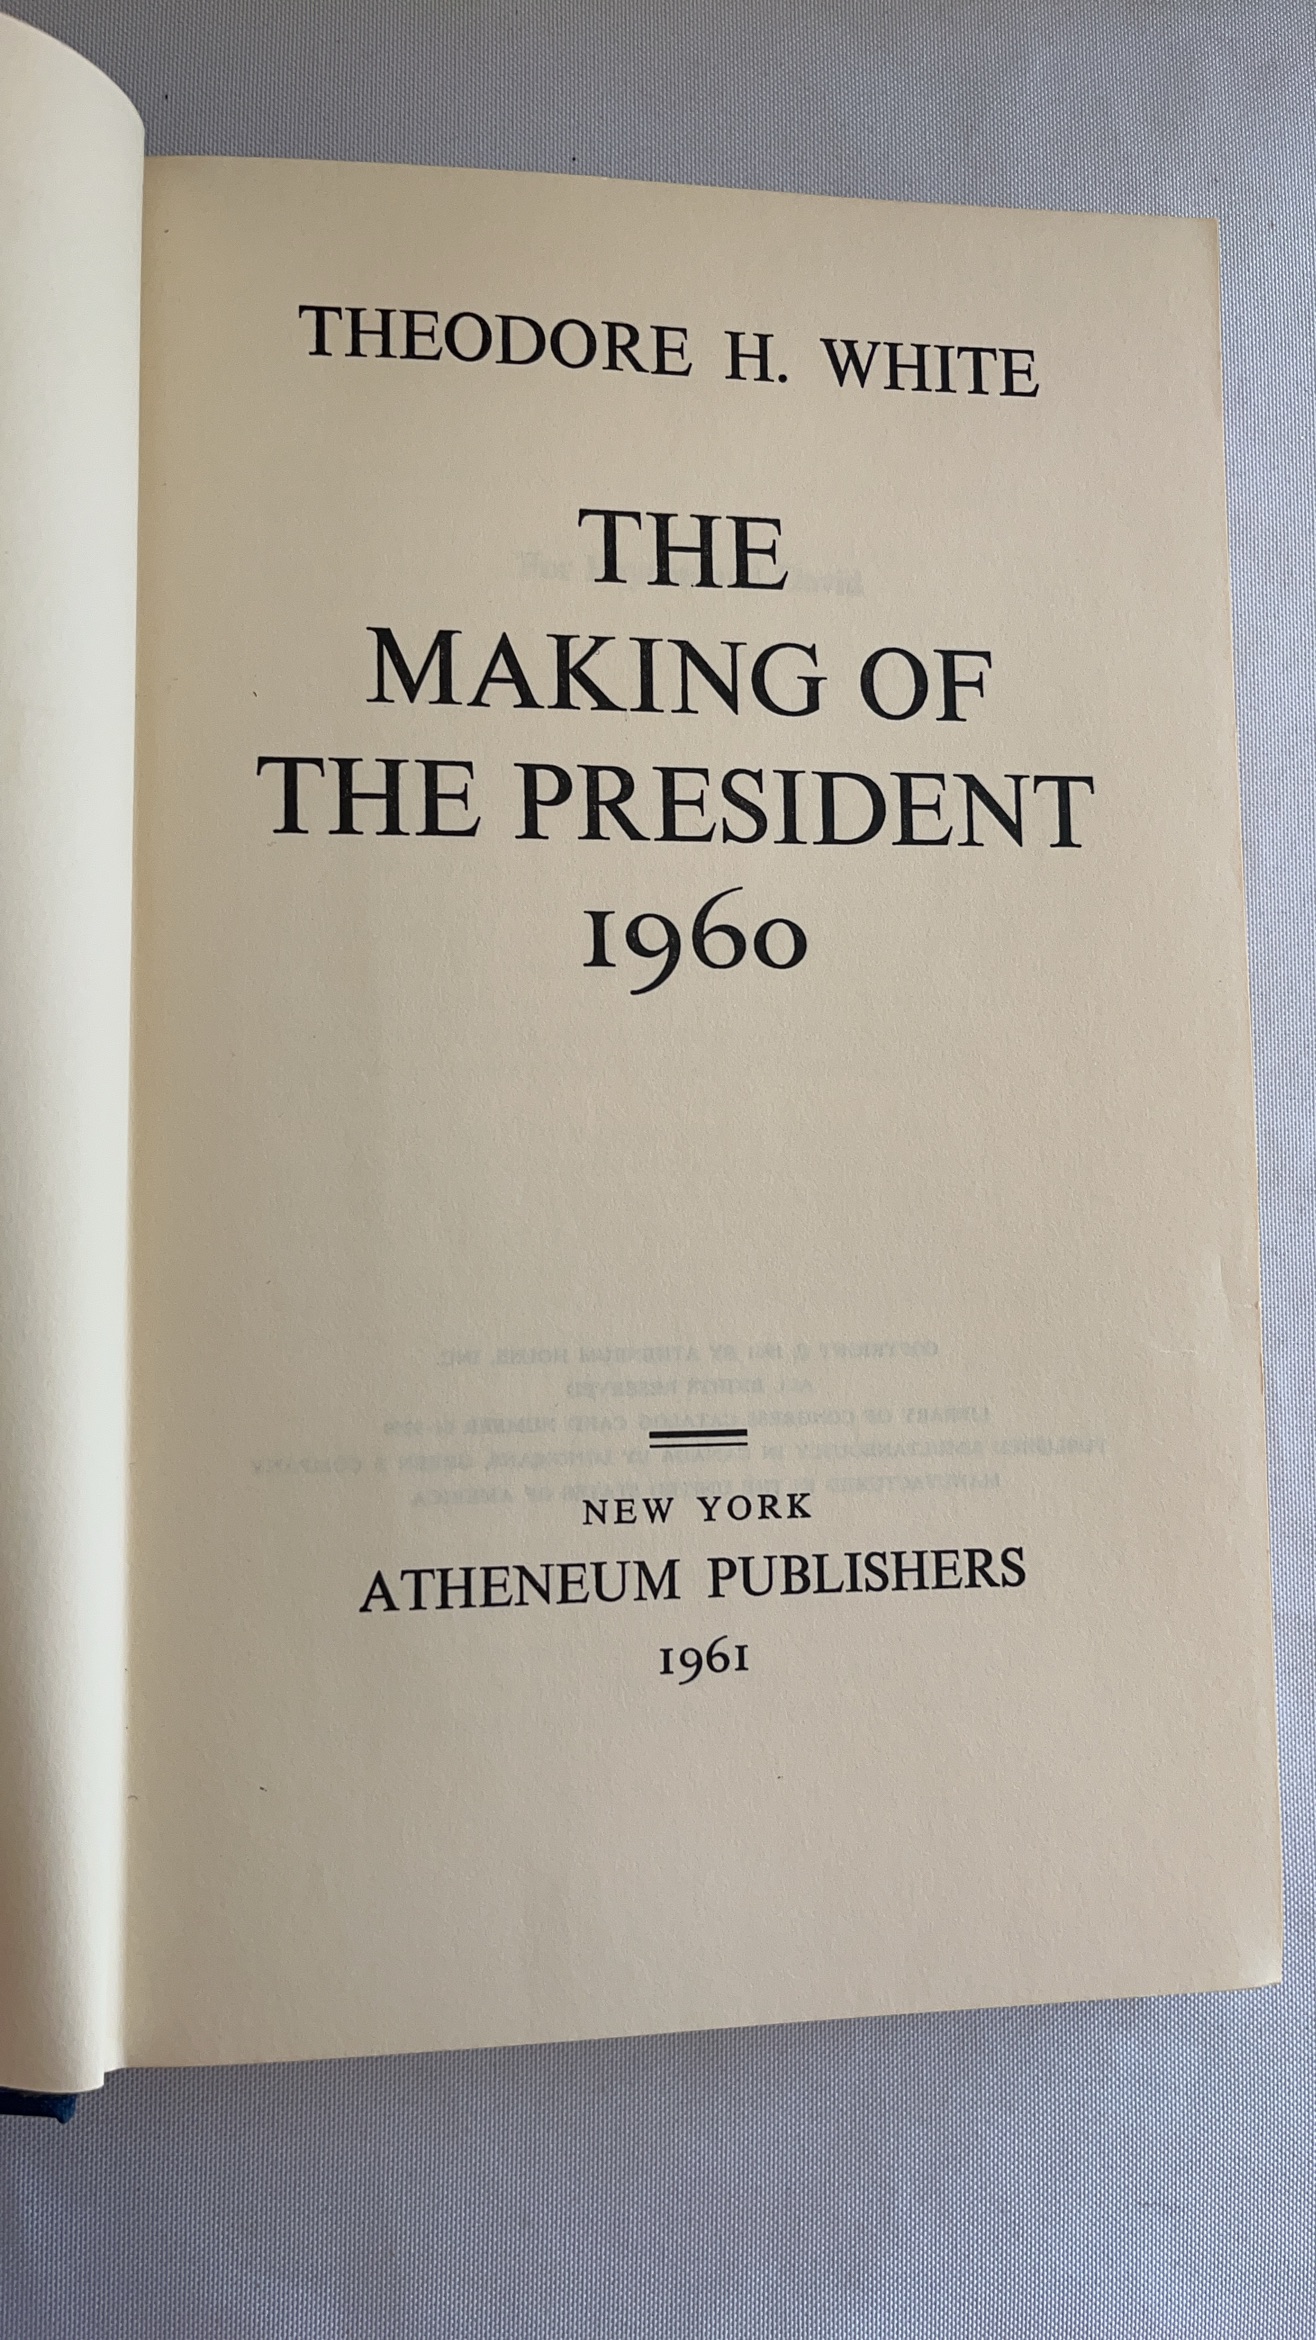 THEODORE H. WHITE
THE
MAKING OF
THE PRESIDENT
1960
NEW YORK
ATHENEUM PUBLISHERS
1961